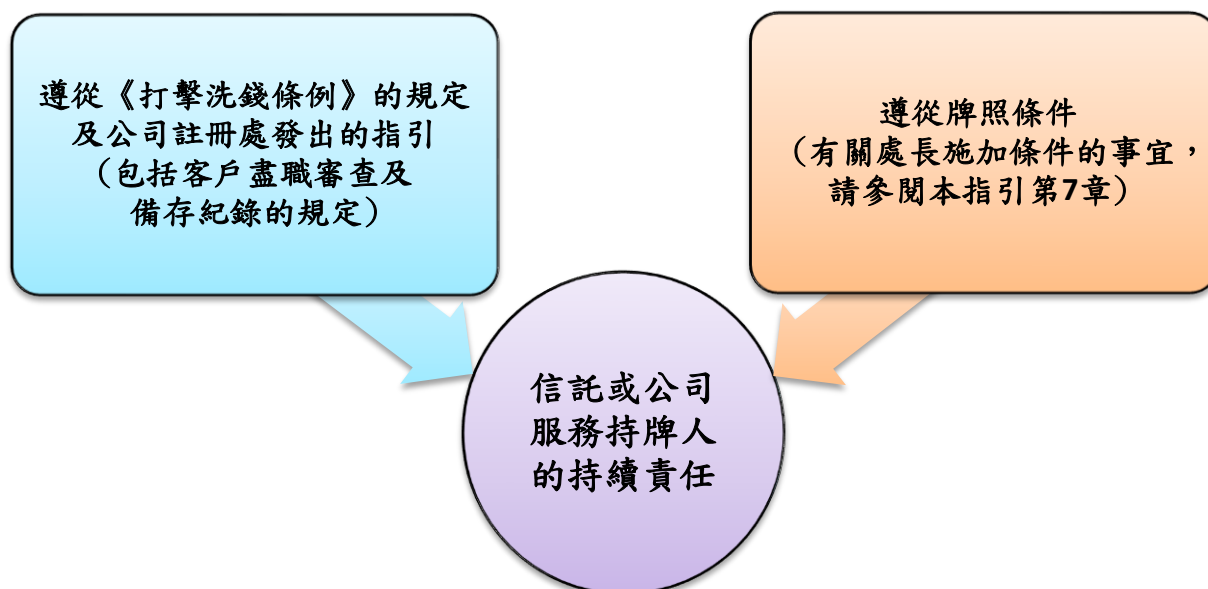 遵從《打擊洗錢條例》的規定
及公司註冊處發出的指引
（包括客戶盡職審查及
備存紀錄的規定）
遵從牌照條件
（有關處長施加條件的事宜，
請參閱本指引第7章）
信託或公司
服務持牌人
的持續責任